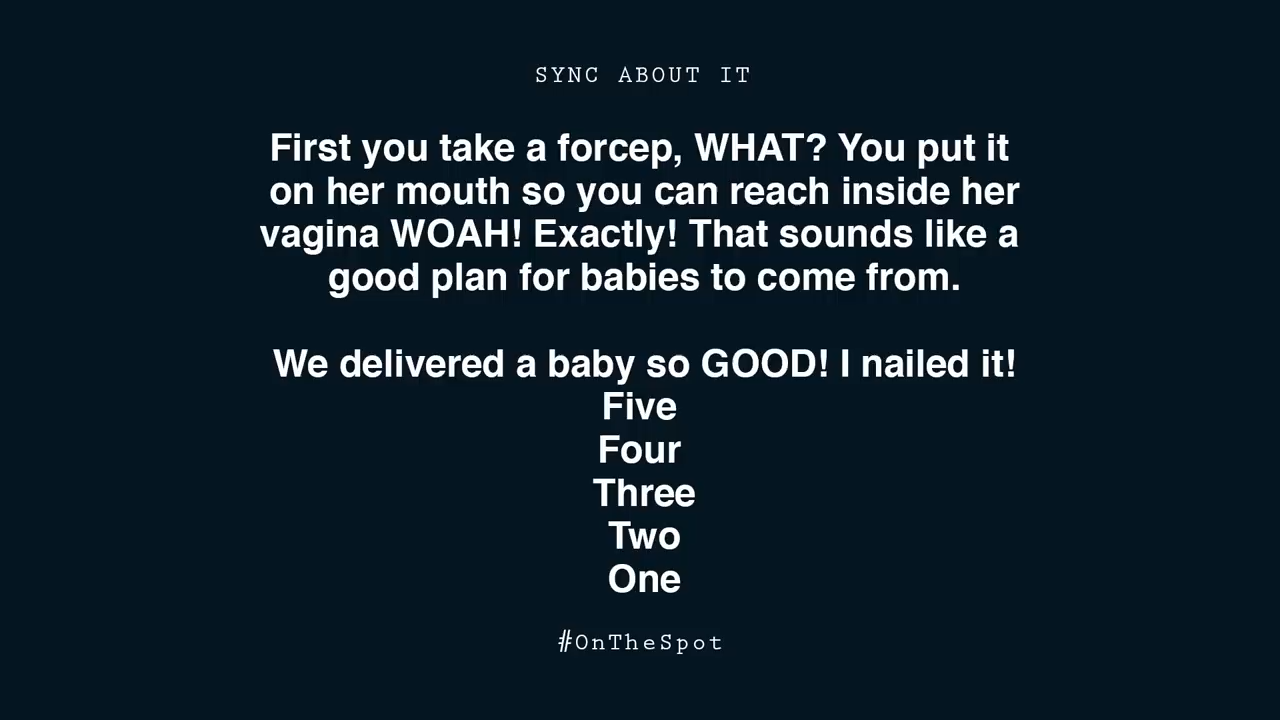 SYNC ABOUT IT
First you take a forcep, WHAT? You put it
on her mouth so you can reach inside her
vagina WOAH! Exactly! That sounds like a
good plan for babies to come from.
We delivered a baby so GOOD! I nailed it!
Five
Four
Three
Two
One
#OnTheSpot